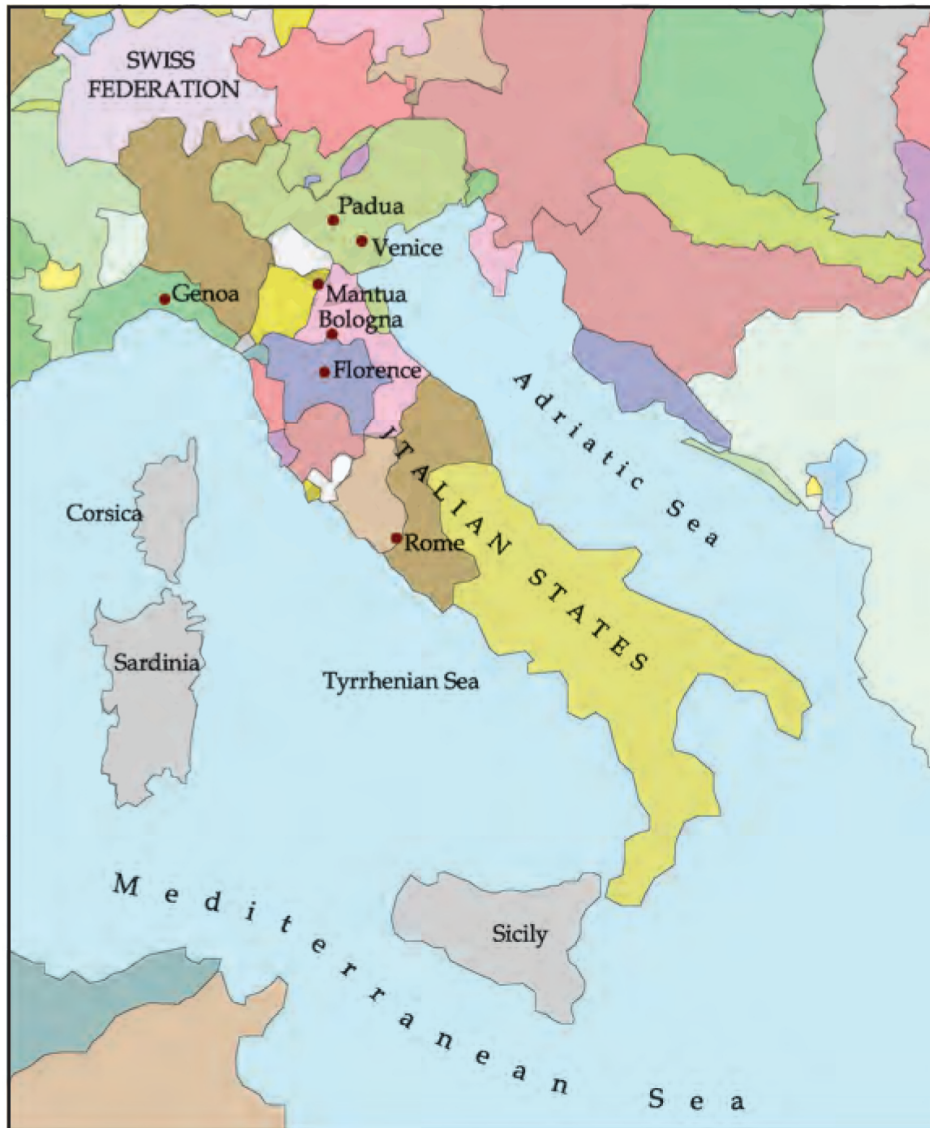 SWISS
FEDERATION
Padua
Venice
Genoa
Mantua
Bologna
Florence
Adriatic Sea
ITALIAN STATES
Corsica
Rome
Sardinia
Tyrrhenian Sea
Mediterranean Sea
Sicily